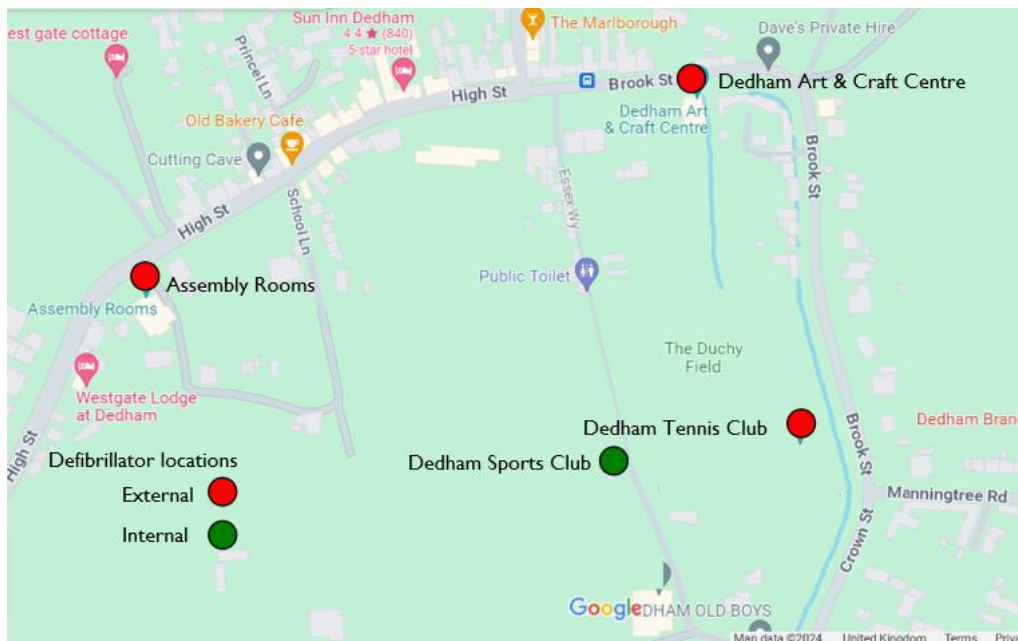 est gate cottage
Princel Ln
Sun Inn Dedham
4.4 ★ (840)
5-star hotel
The Marlborough
Dave's Private Hire
High St
Brook St
Dedham Art & Craft Centre
Dedham Art
& Craft Centre
Old Bakery Cafe
Cutting Cave
School Ln
High St
Essex Wy
Brook St
Assembly Rooms
Assembly Rooms
Public Toilet
The Duchy
Field
Westgate Lodge
at Dedham
High St
Dedham Tennis Club
Dedham Bran
Dedham Sports Club
Brook St
Defibrillator locations
External
Internal
Manningtree Rd
Crown St
Google
DHAM OLD BOYS
Map data ©2024 United Kingdom Terms Priv